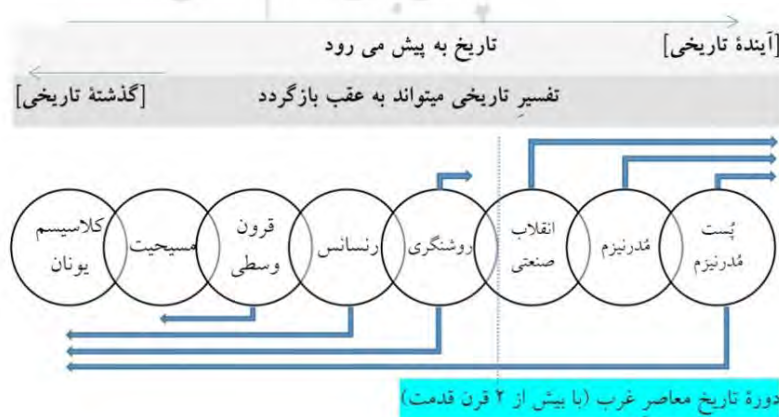 تاریخ به پیش می رود
[آیندهٔ تاریخی]
[گذشتهٔ تاریخی]
تفسیرِ تاریخی میتواند به عقب بازگردد
کلاسیسم
یونان
مسیحیت
قرون
وسطی
رنسانس
روشنگری
انقلاب
صنعتی
مُدرنیزم
پُست
مُدرنیزم
دورهٔ تاریخ معاصرِ غرب (با بیش از ۲ قرن قدمت)